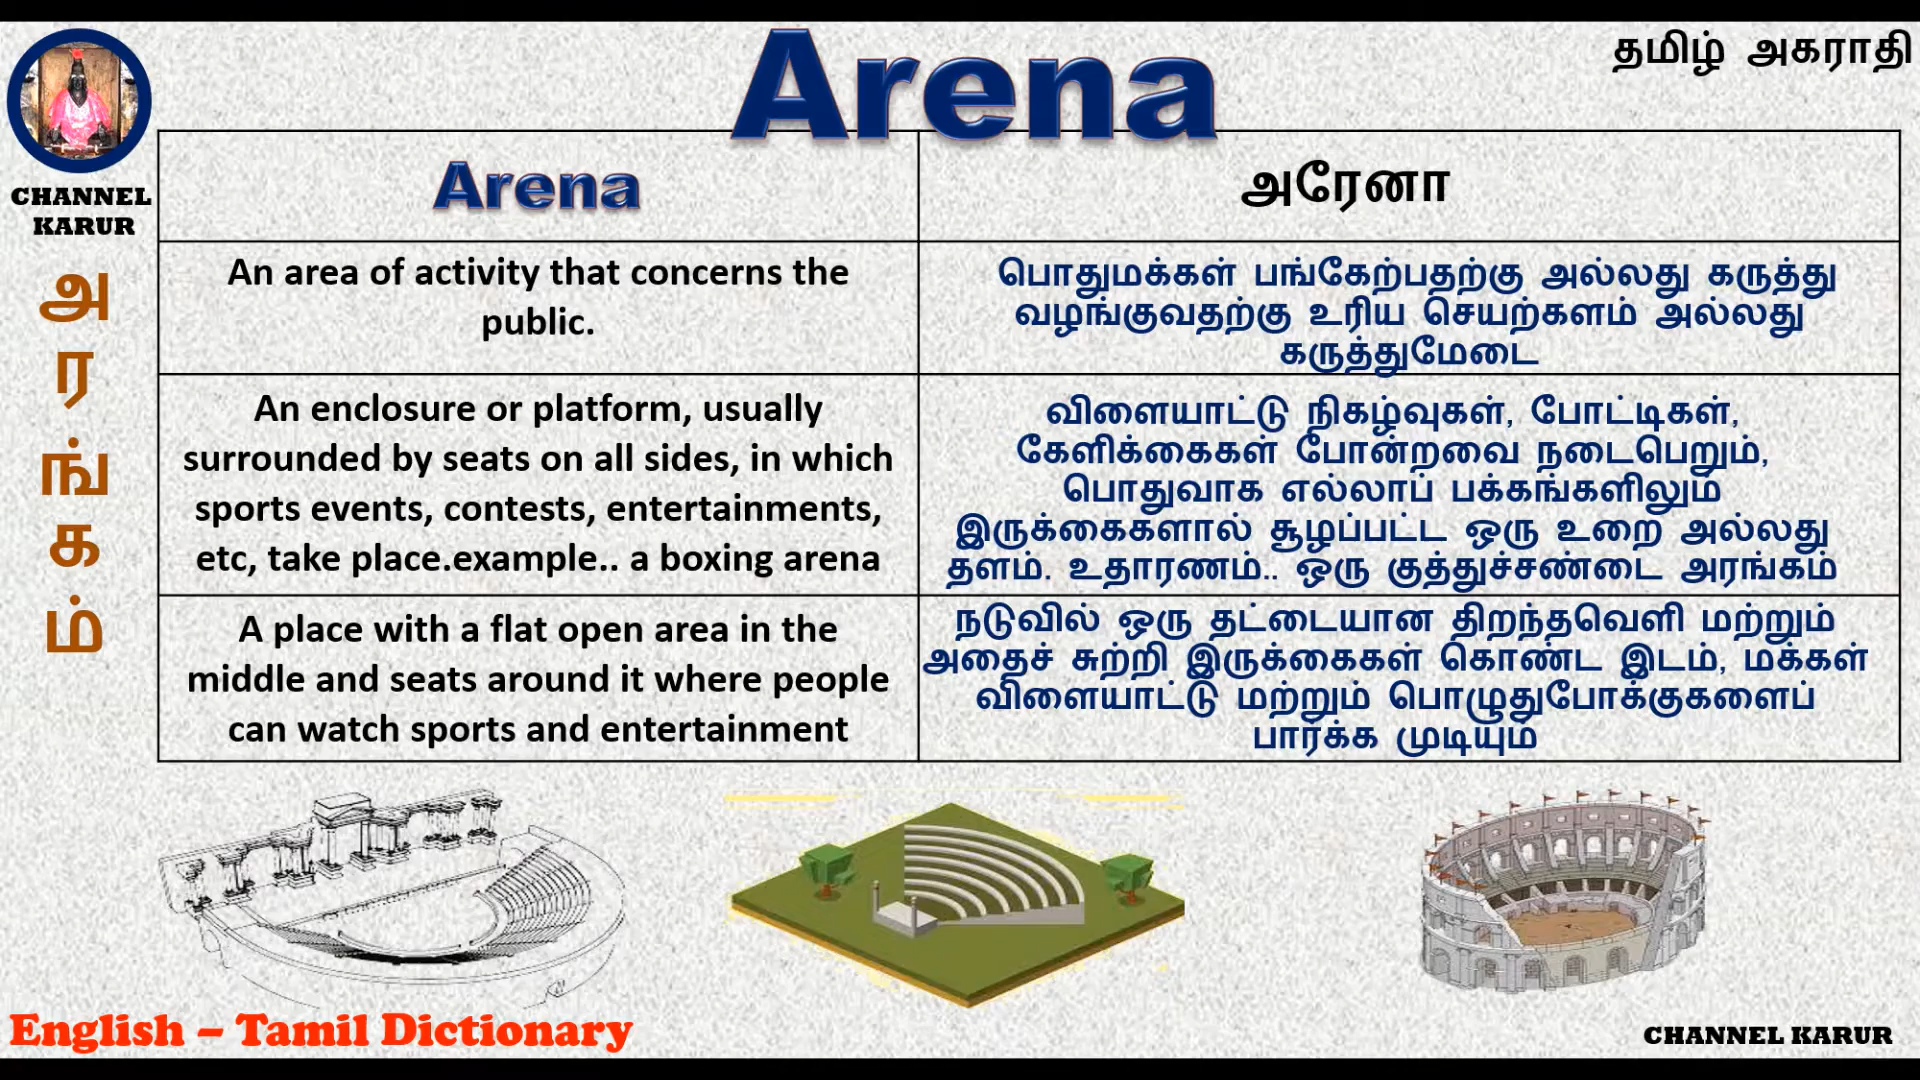 Arena
தமிழ் அகராதி
CHANNEL
KARUR
அ
ர
ங்
க
ம்
Arena
அரேனா
An area of activity that concerns the
public.
பொதுமக்கள் பங்கேற்பதற்கு அல்லது கருத்து
வழங்குவதற்கு உரிய செயற்களம் அல்லது
கருத்துமேடை
An enclosure or platform, usually
surrounded by seats on all sides, in which
sports events, contests, entertainments,
etc, take place.example.. a boxing arena
விளையாட்டு நிகழ்வுகள், போட்டிகள்,
கேளிக்கைகள் போன்றவை நடைபெறும்,
பொதுவாக எல்லாப் பக்கங்களிலும்
இருக்கைகளால் சூழப்பட்ட ஒரு உறை அல்லது
தளம். உதாரணம்.. ஒரு குத்துச்சண்டை அரங்கம்
A place with a flat open area in the
middle and seats around it where people
can watch sports and entertainment
நடுவில் ஒரு தட்டையான திறந்தவெளி மற்றும்
அதைச் சுற்றி இருக்கைகள் கொண்ட இடம், மக்கள்
விளையாட்டு மற்றும் பொழுதுபோக்குகளைப்
பார்க்க முடியும்
English – Tamil Dictionary
CHANNEL KARUR